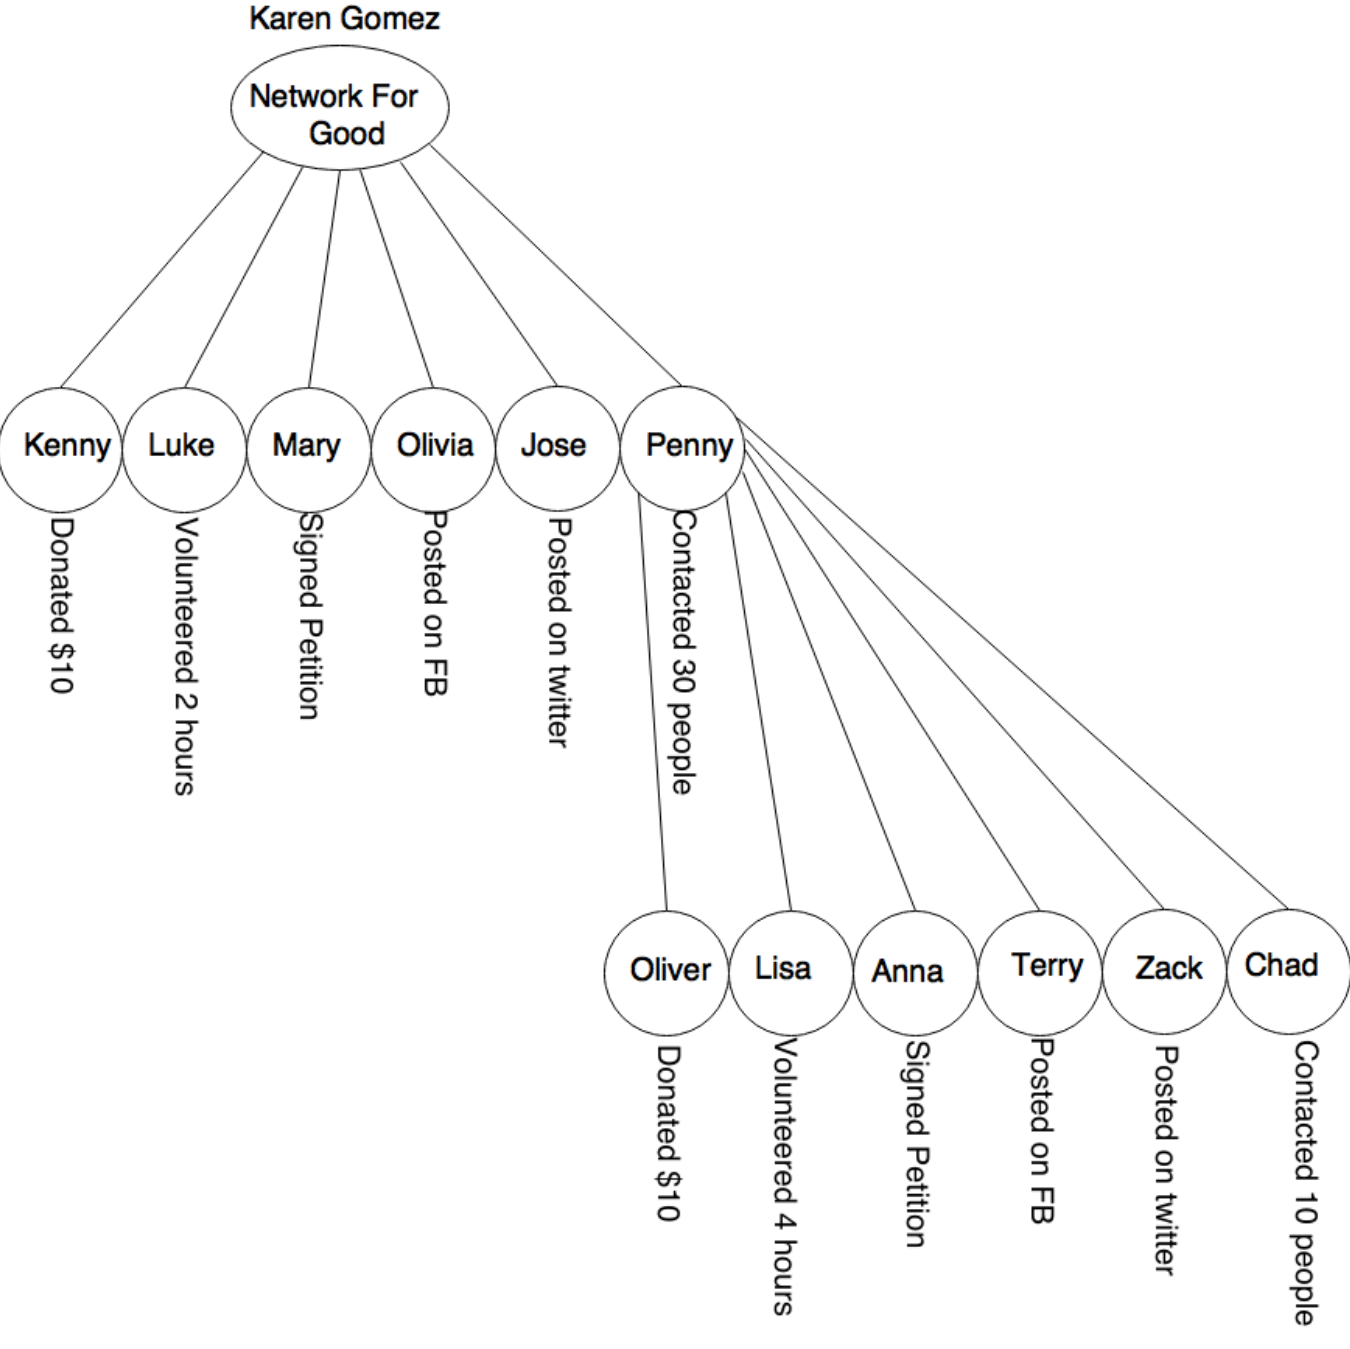 Karen Gomez
Network For
Good
Kenny
Luke
Mary
Olivia
Jose
Penny
Donated $10
Volunteered 2 hours
Signed Petition
Posted on FB
Posted on twitter
Contacted 30 people
Oliver
Lisa
Anna
Terry
Zack
Chad
Donated $10
Volunteered 4 hours
Signed Petition
Posted on FB
Posted on twitter
Contacted 10 people